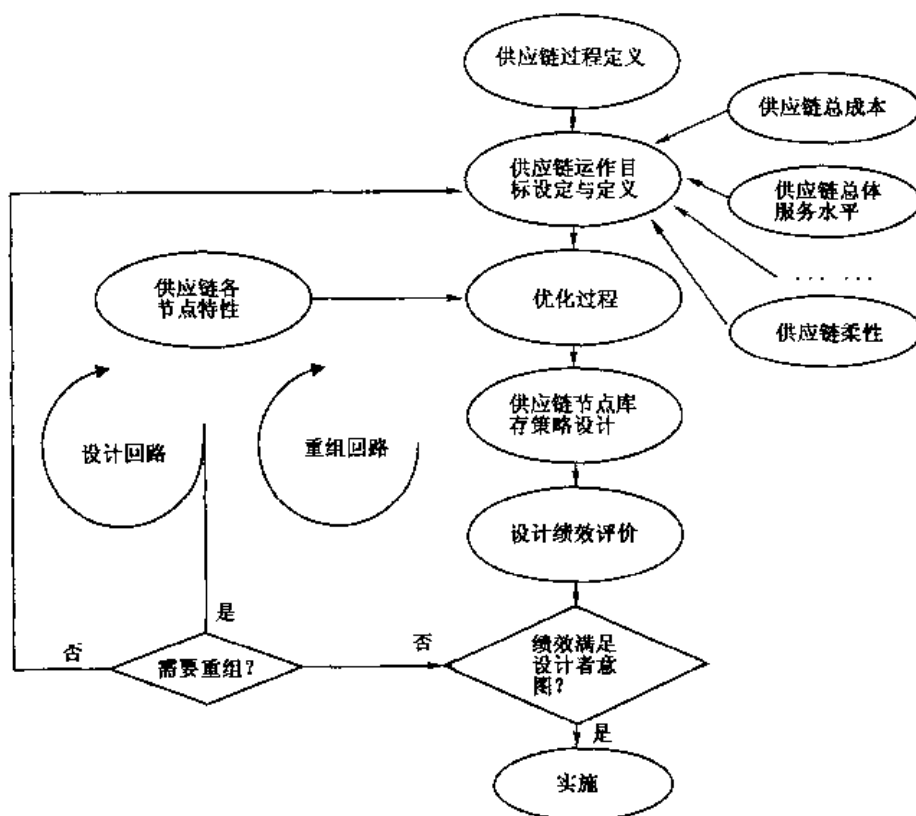 供应链过程定义
供应链总成本
供应链运作目
标设定与定义
供应链总体
服务水平
... ...
供应链各
节点特性
优化过程
供应链柔性
供应链节点库
存策略设计
设计回路
重组回路
设计绩效评价
是
否
需要重组?
否
绩效满足
设计者意
图?
是
实施